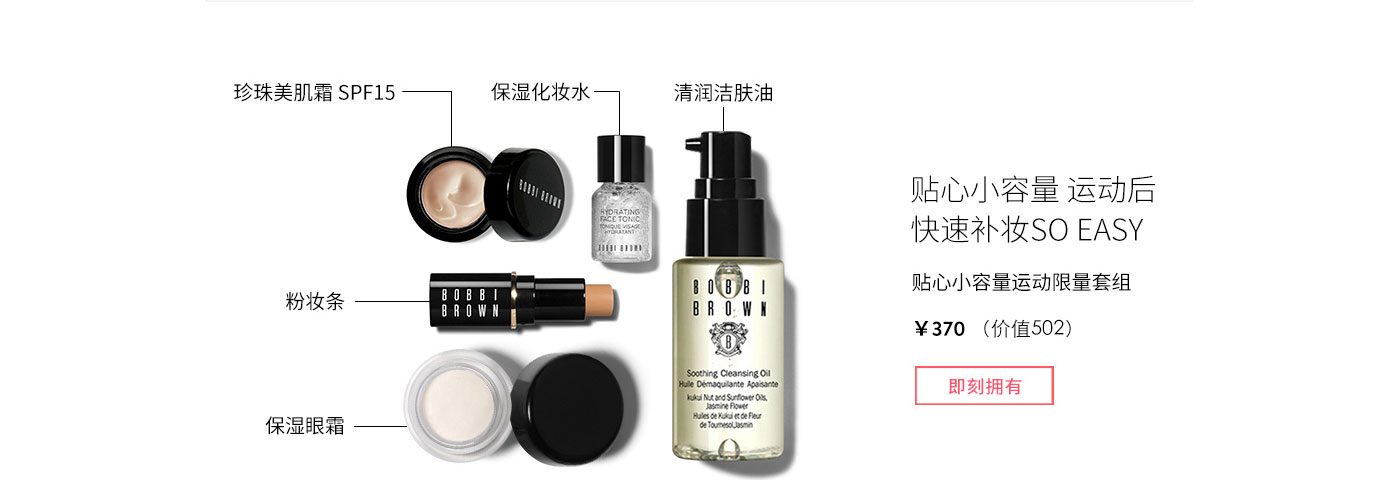 珍珠美肌霜 SPF15
保湿化妆水
清润洁肤油
BOBBI BROWN
HYDRATING
FACE TONIC
TONIQUE VISAGE
HYDRATANT
BOBBI BROWN
粉妆条
BOBBI
BROWN
保湿眼霜
BOBBI
BROWN
B
Soothing Cleansing Oil
Huile Démaquilante Apaisante
kukui Nut and Sunflower Oils,
Jasmine Flower
Huiles de Kukui et de Fleur
de Toumesol,Jasmin
贴心小容量 运动后
快速补妆SO EASY
贴心小容量运动限量套组
￥370 （价值502）
即刻拥有